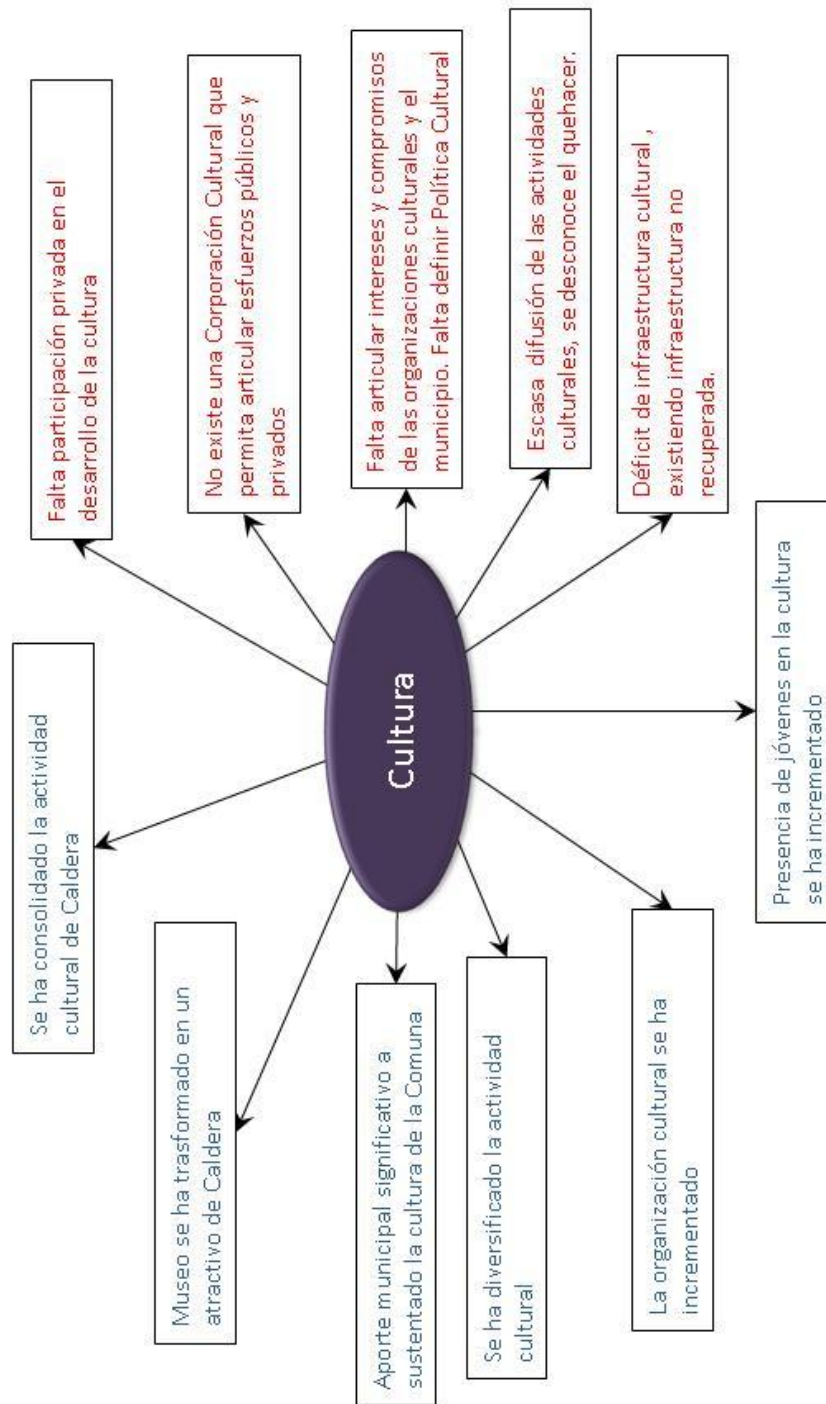 Se ha consolidado la actividad
cultural de Caldera
Museo se ha trasformado en un
atractivo de Caldera
Aporte municipal significativo a
sustentado la cultura de la Comuna
Se ha diversificado la actividad
cultural
La organización cultural se ha
incrementado
Presencia de jóvenes en la cultura
se ha incrementado
Cultura
Falta participación privada en el
desarrollo de la cultura
No existe una Corporación Cultural que
permita articular esfuerzos públicos y
privados
Falta articular intereses y compromisos
de las organizaciones culturales y el
municipio. Falta definir Política Cultural
Escasa difusión de las actividades
culturales, se desconoce el quehacer.
Déficit de infraestructura cultural ,
existiendo infraestructura no
recuperada.